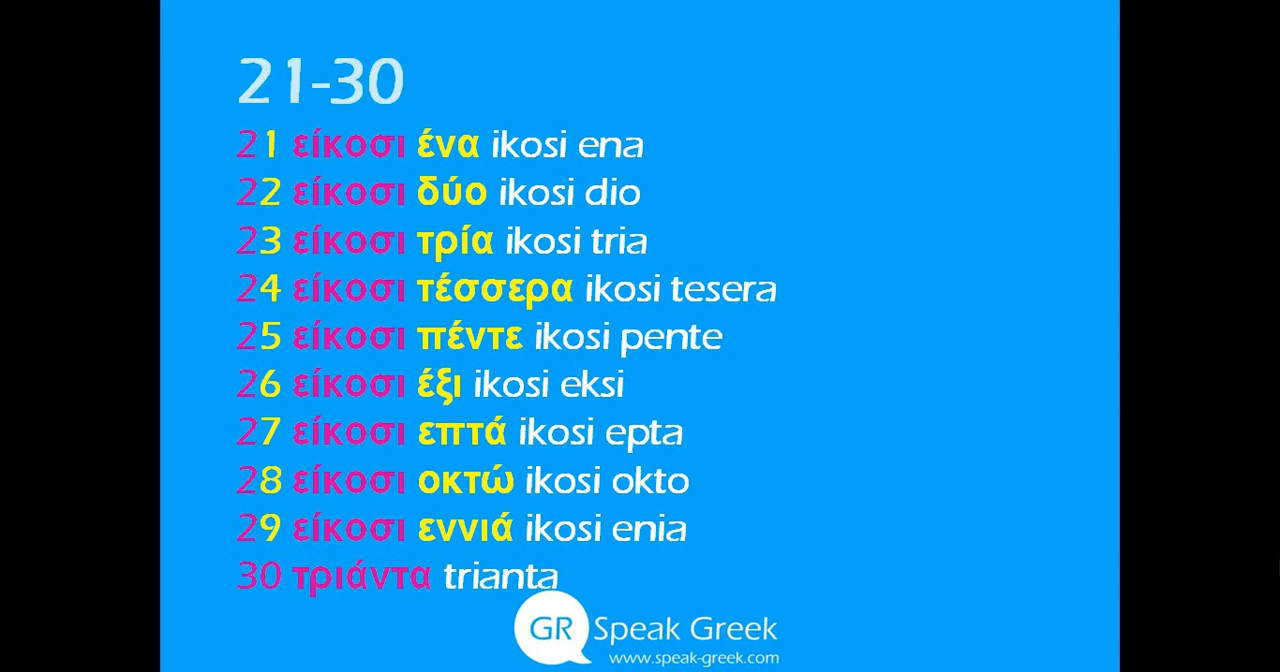 21-30
21 είκοσι ένα ikosi ena
22 είκοσι δύο ikosi dio
23 είκοσι τρία ikosi tria
24 είκοσι τέσσερα ikosi tesera
25 είκοσι πέντε ikosi pente
26 είκοσι έξι ikosi eksi
27 είκοσι επτά ikosi epta
28 είκοσι οκτώ ikosi okto
29 είκοσι εννιά ikosi enia
30 τριάντα trianta
GR Speak Greek
www.speak-greek.com